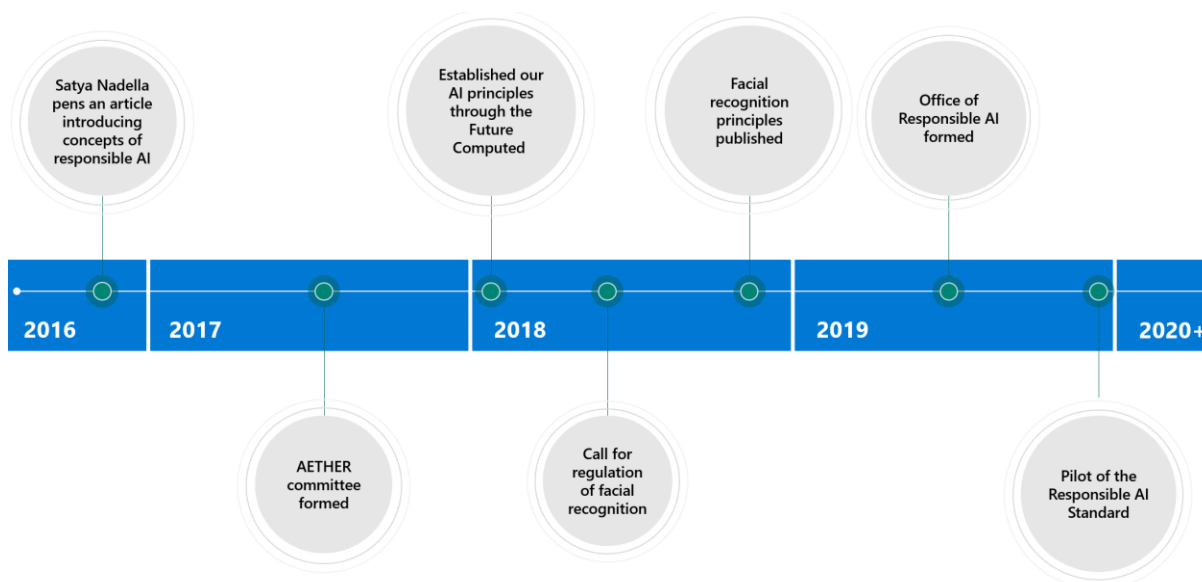 Satya Nadella
pens an article
introducing
concepts of
responsible AI
Established our
AI principles
through the
Future
Computed
Facial
recognition
principles
published
Office of
Responsible AI
formed
2016
2017
2018
2019
2020+
AETHER
committee
formed
Call for
regulation
of facial
recognition
Pilot of the
Responsible AI
Standard